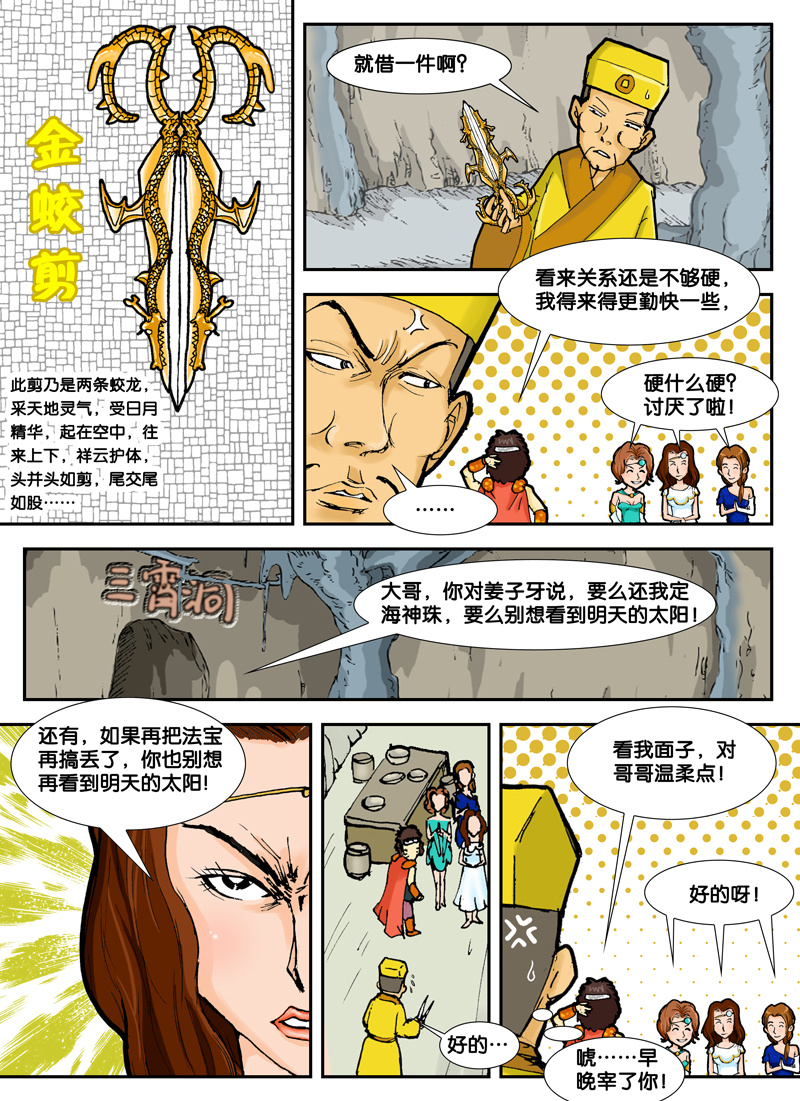 金蛟剪
此剪乃是两条蛟龙，
采天地灵气，受日月
精华，起在空中，往
来上下，祥云护体，
头并头如剪，尾交尾
如股……
就借一件啊？
看来关系还是不够硬，
我得来得更勤快一些，
硬什么硬？
讨厌了啦！
……
三霄洞
大哥，你对姜子牙说，要么还我定
海神珠，要么别想看到明天的太阳！
还有，如果再把法宝
再搞丢了，你也别想
再看到明天的太阳！
好的…
看我面子，对
哥哥温柔点！
好的呀！
唬……早
晚宰了你！